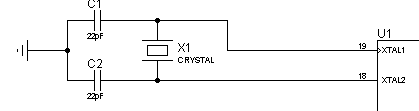 C1
U1
22pF
X1
19
XTAL1
CRYSTAL
C2
18
XTAL2
22pF